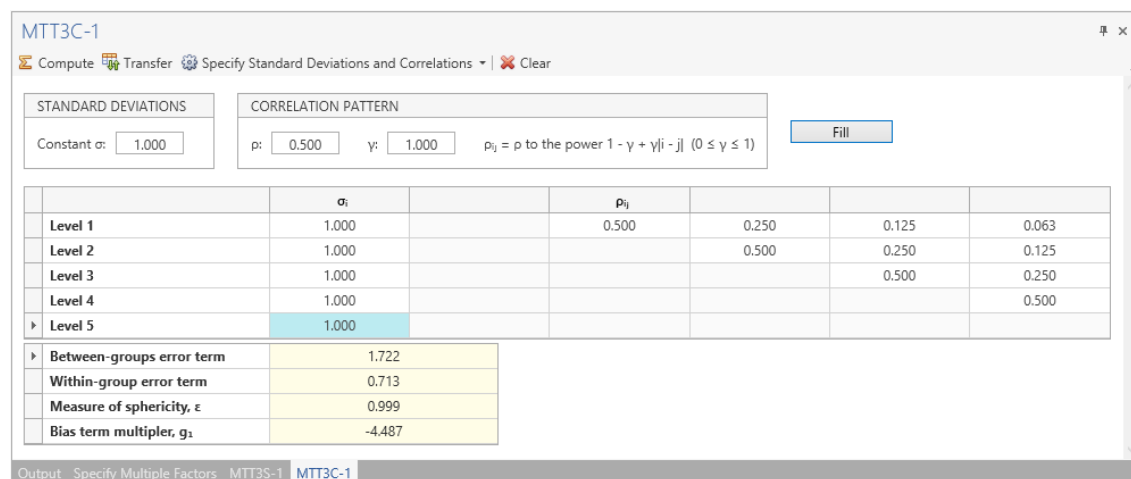 MTT3C-1
Compute Transfer Specify Standard Deviations and Correlations Clear
STANDARD DEVIATIONS
Constant σ: 1.000
CORRELATION PATTERN
ρ: 0.500 γ: 1.000 ρij = ρ to the power 1 - γ + γ|i - j| (0 ≤ γ ≤ 1)
Fill
σi ρij
Level 1 1.000 0.500 0.250 0.125 0.063
Level 2 1.000 0.500 0.250 0.125
Level 3 1.000 0.500 0.250
Level 4 1.000 0.500
Level 5 1.000
Between-groups error term 1.722
Within-group error term 0.713
Measure of sphericity, ε 0.999
Bias term multipler, g₁ -4.487
Output Specify Multiple Factors MTT3S-1 MTT3C-1